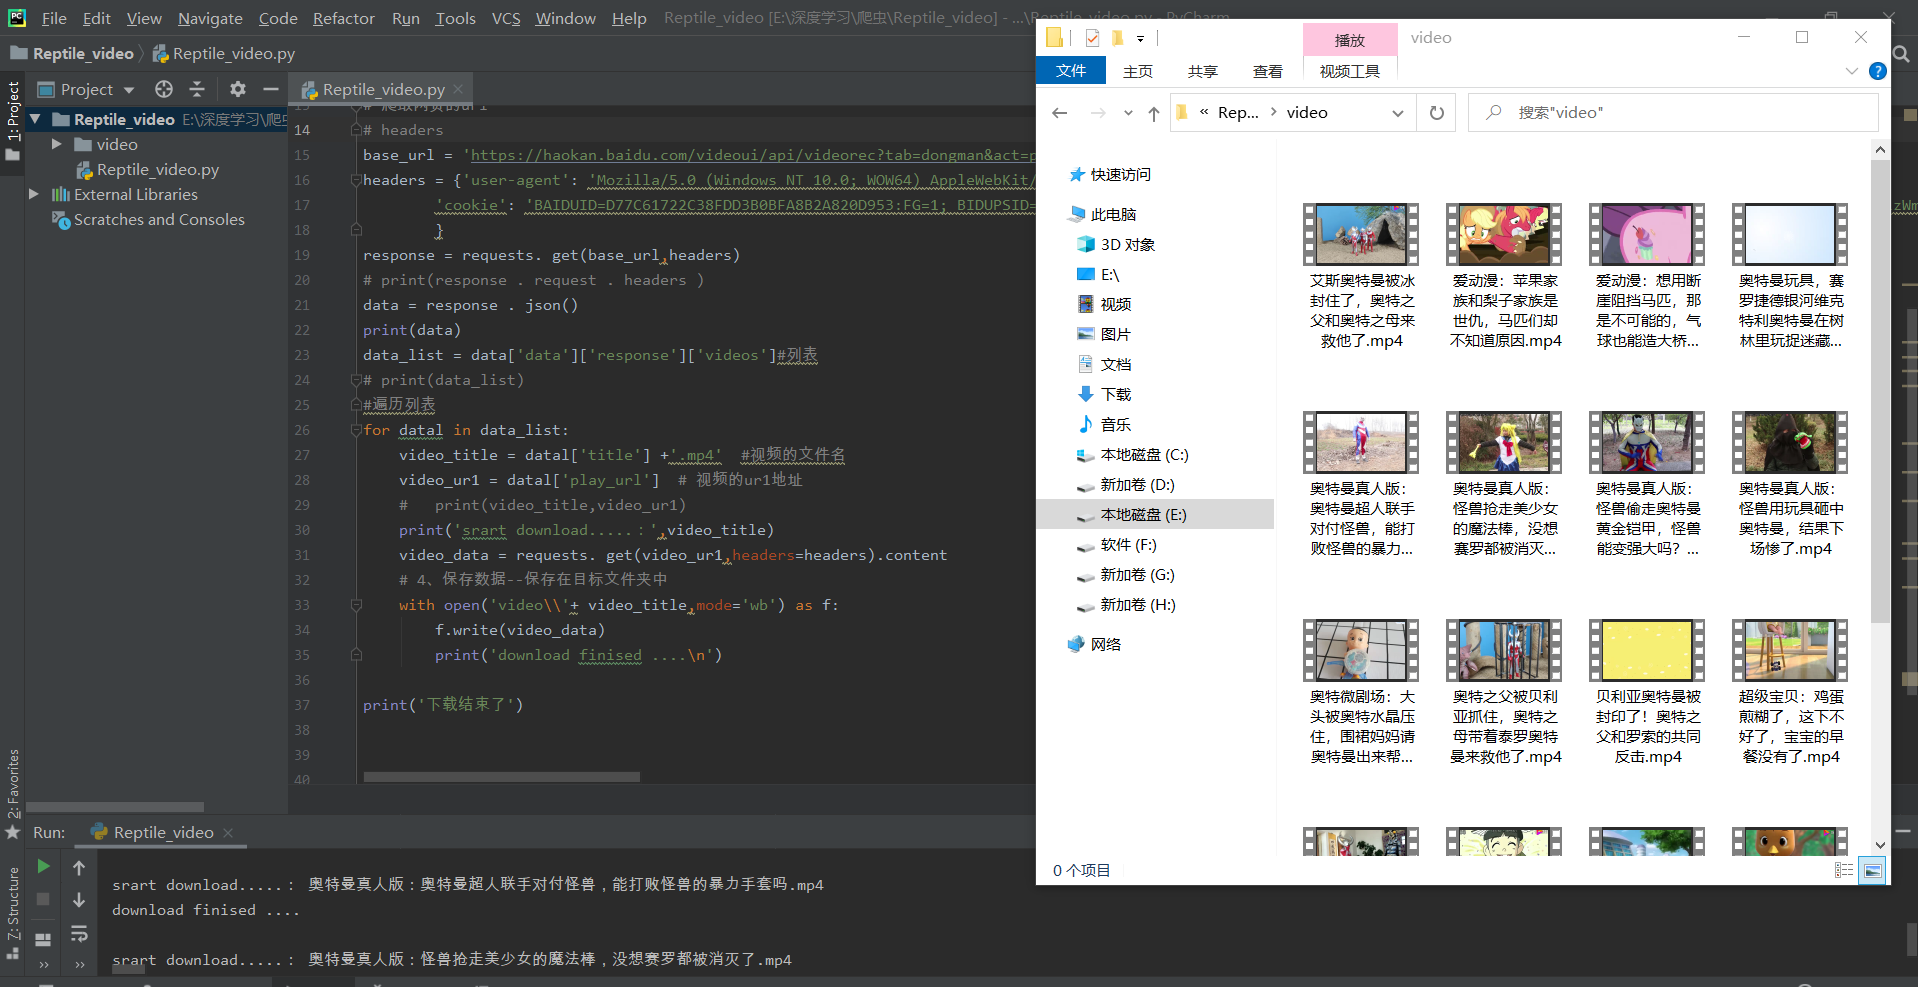 File Edit View Navigate Code Refactor Run Tools VCS Window Help Reptile_video [E:\深度学习\爬虫\Reptile_video] - ...\Reptile_video.py - PyCharm
Reptile_video Reptile_video.py
1: Project
Project
Reptile_video E:\深度学习\爬虫
video
Reptile_video.py
External Libraries
Scratches and Consoles
2: Favorites
7: Structure
Reptile_video.py
14 # headers
15 base_url = 'https://haokan.baidu.com/videoui/api/videorec?tab=dongman&act=p
16 headers = {'user-agent': 'Mozilla/5.0 (Windows NT 10.0; WOW64) AppleWebKit/
17 'cookie': 'BAIDUID=D77C61722C38FDD3B0BFA8B2A820D953:FG=1; BIDUPSID= zWm
18 }
19 response = requests. get(base_url,headers)
20 # print(response . request . headers )
21 data = response . json()
22 print(data)
23 data_list = data['data']['response']['videos']#列表
24 # print(data_list)
25 #遍历列表
26 for datal in data_list:
27 video_title = datal['title'] +'.mp4' #视频的文件名
28 video_ur1 = datal['play_url'] # 视频的ur1地址
29 # print(video_title,video_ur1)
30 print('srart download.....：',video_title)
31 video_data = requests. get(video_ur1,headers=headers).content
32 # 4、保存数据--保存在目标文件夹中
33 with open('video\\'+ video_title,mode='wb') as f:
34 f.write(video_data)
35 print('download finised ....\n')
36
37 print('下载结束了')
38
39
40
Run: Reptile_video
srart download.....： 奥特曼真人版：奥特曼超人联手对付怪兽，能打败怪兽的暴力手套吗.mp4
download finised ....
srart download.....： 奥特曼真人版：怪兽抢走美少女的魔法棒，没想赛罗都被消灭了.mp4
播放 video
文件 主页 共享 查看 视频工具
« Rep... › video
搜索"video"
快速访问
此电脑
3D 对象
E:\
视频
图片
文档
下载
音乐
本地磁盘 (C:)
新加卷 (D:)
本地磁盘 (E:)
软件 (F:)
新加卷 (G:)
新加卷 (H:)
网络
艾斯奥特曼被冰
封住了，奥特之
父和奥特之母来
救他了.mp4
爱动漫：苹果家
族和梨子家族是
世仇，马匹们却
不知道原因.mp4
爱动漫：想用断
崖阻挡马匹，那
是不可能的，气
球也能造大桥...
奥特曼玩具，赛
罗捷德银河维克
特利奥特曼在树
林里玩捉迷藏...
奥特曼真人版：
奥特曼超人联手
对付怪兽，能打
败怪兽的暴力...
奥特曼真人版：
怪兽抢走美少女
的魔法棒，没想
赛罗都被消灭...
奥特曼真人版：
怪兽偷走奥特曼
黄金铠甲，怪兽
能变强大吗？...
奥特曼真人版：
怪兽用玩具砸中
奥特曼，结果下
场惨了.mp4
奥特微剧场：大
头被奥特水晶压
住，围裙妈妈请
奥特曼出来帮...
奥特之父被贝利
亚抓住，奥特之
母带着泰罗奥特
曼来救他了.mp4
贝利亚奥特曼被
封印了！奥特之
父和罗索的共同
反击.mp4
超级宝贝：鸡蛋
煎糊了，这下不
好了，宝宝的早
餐没有了.mp4
0 个项目